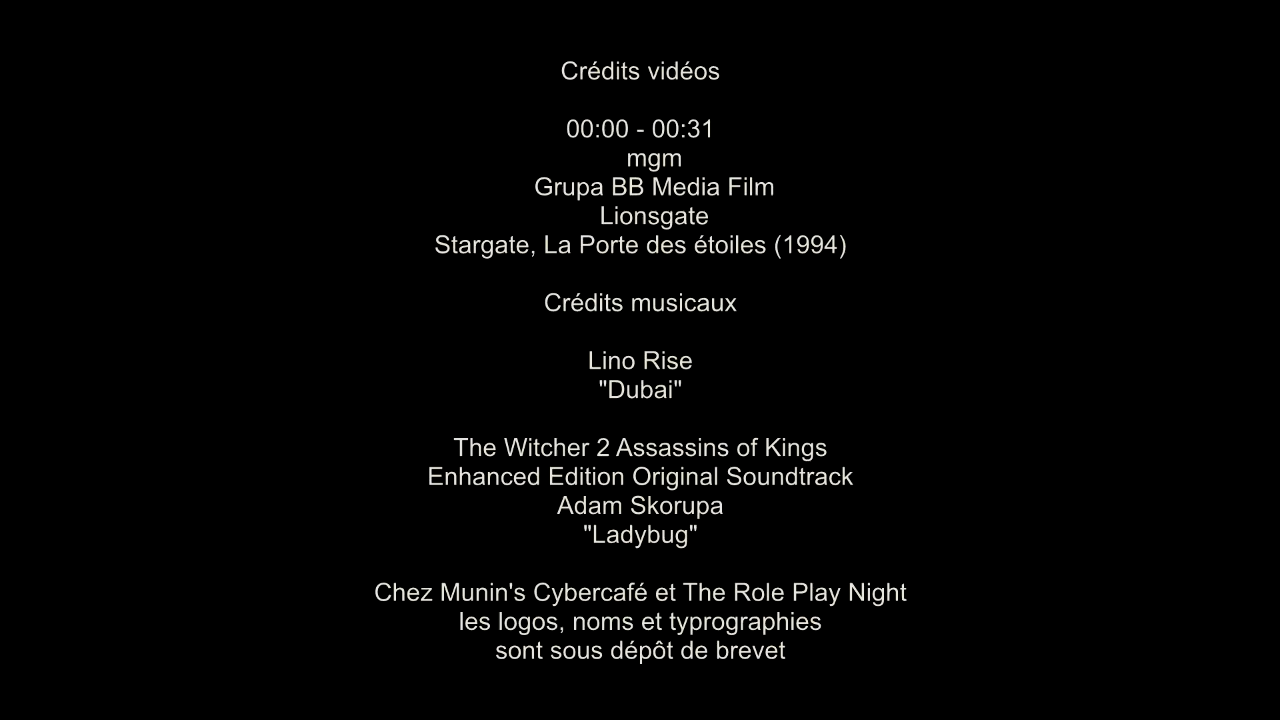 Crédits vidéos
00:00 - 00:31
mgm
Grupa BB Media Film
Lionsgate
Stargate, La Porte des étoiles (1994)
Crédits musicaux
Lino Rise
"Dubai"
The Witcher 2 Assassins of Kings
Enhanced Edition Original Soundtrack
Adam Skorupa
"Ladybug"
Chez Munin's Cybercafé et The Role Play Night
les logos, noms et typrographies
sont sous dépôt de brevet